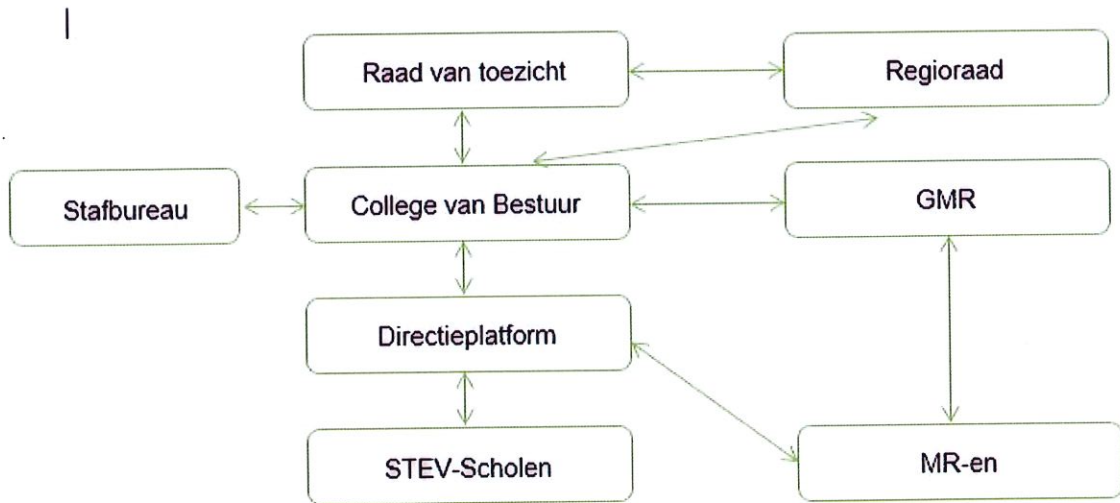 Raad van toezicht
Regioraad
Stafbureau
College van Bestuur
GMR
Directieplatform
STEV-Scholen
MR-en